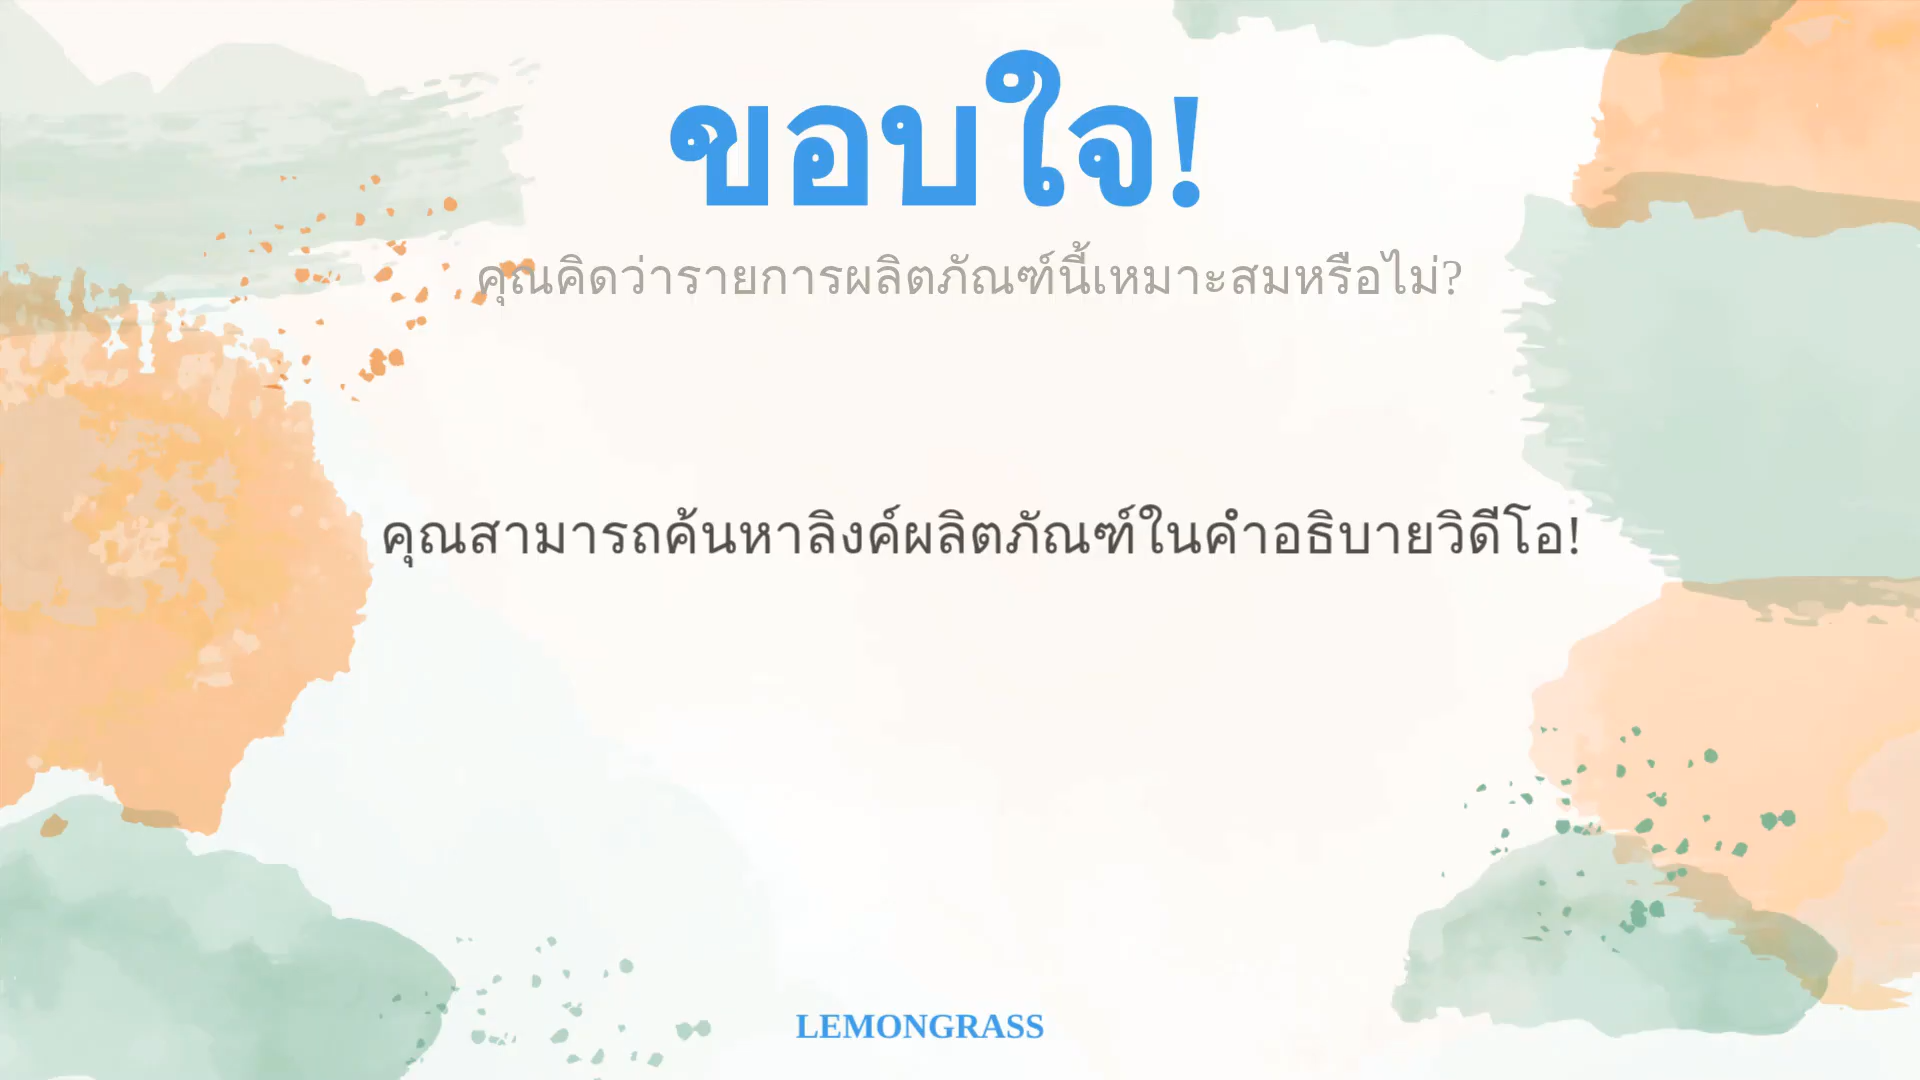 ขอบใจ!
คุณคิดว่ารายการผลิตภัณฑ์นี้เหมาะสมหรือไม่?
คุณสามารถค้นหาลิงค์ผลิตภัณฑ์ในคำอธิบายวิดีโอ!
LEMONGRASS